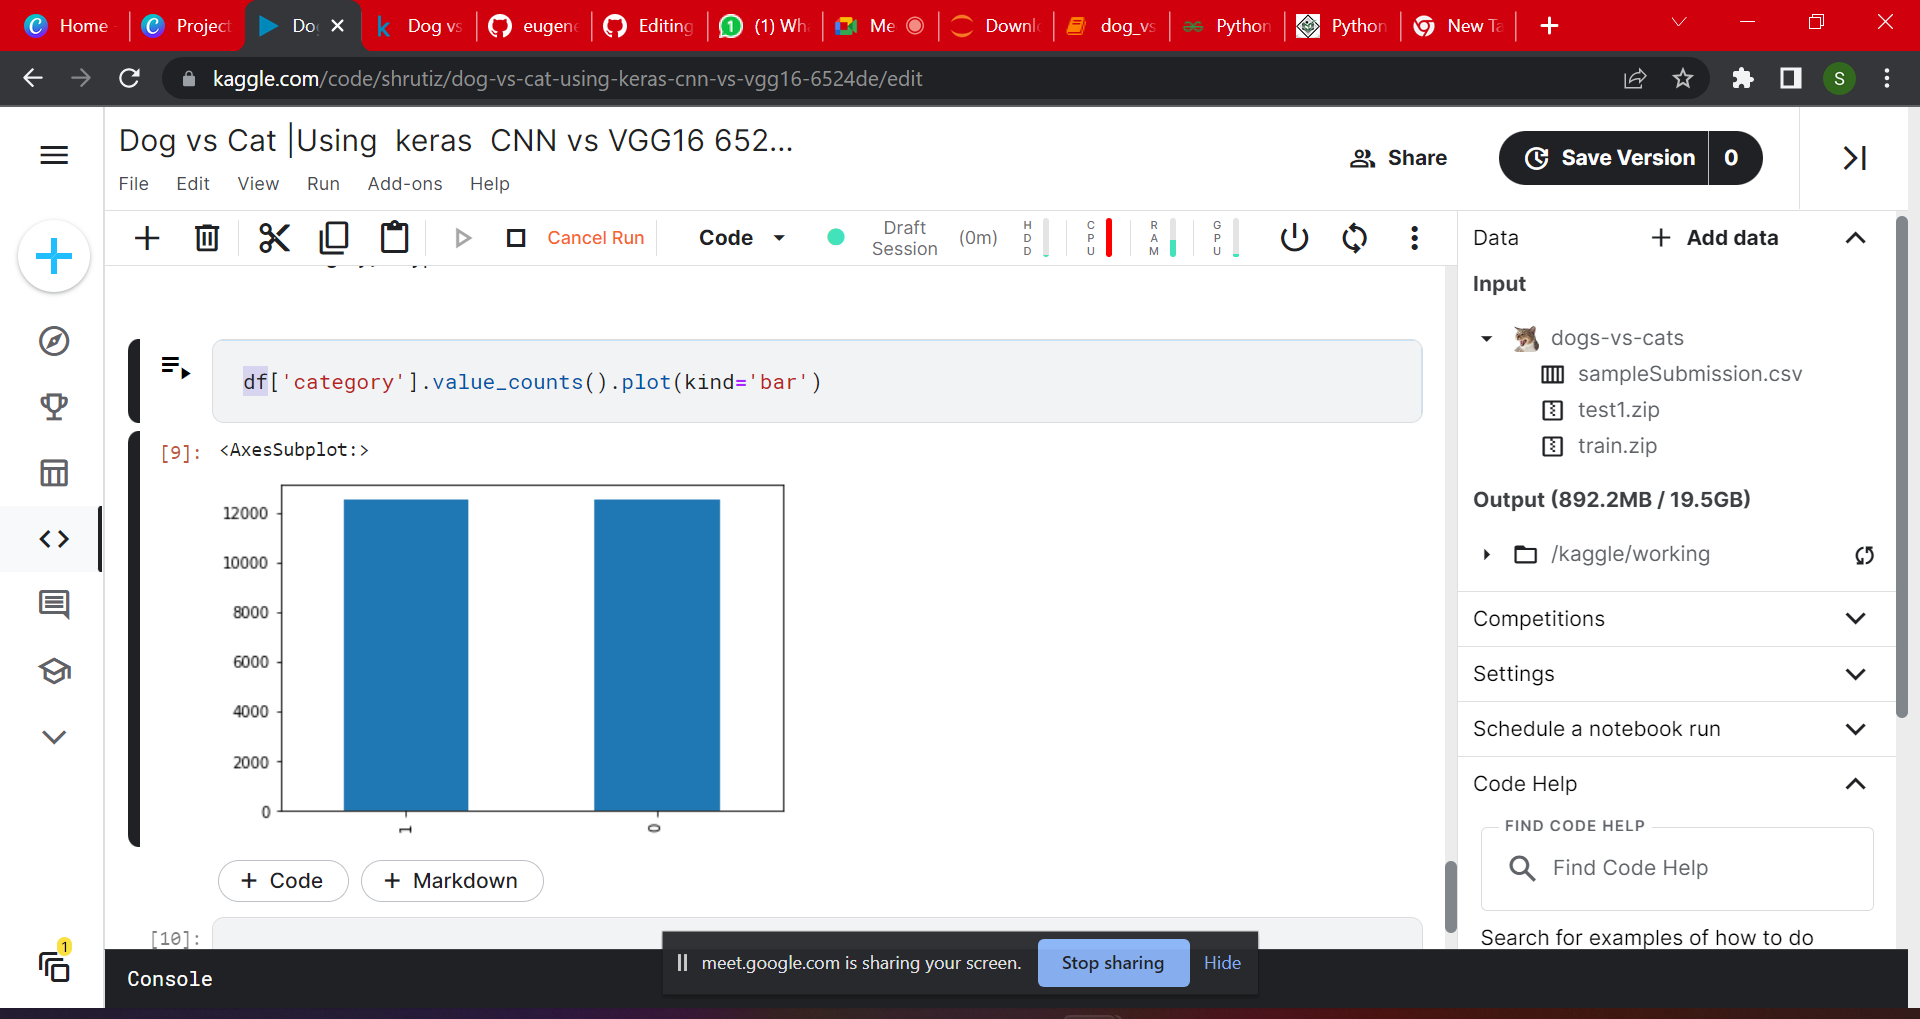 Home
Project
Do
Dog vs
eugene
Editing
(1) Wh
Me
Downl
dog_vs
Python
Python
New Ta
kaggle.com/code/shrutiz/dog-vs-cat-using-keras-cnn-vs-vgg16-6524de/edit
S
Dog vs Cat |Using keras CNN vs VGG16 652...
File Edit View Run Add-ons Help
Share
Save Version 0
Cancel Run
Code
Draft Session
(0m)
HDD
CPU
RAM
GPU
Data
+ Add data
Input
dogs-vs-cats
sampleSubmission.csv
test1.zip
train.zip
Output (892.2MB / 19.5GB)
/kaggle/working
Competitions
Settings
Schedule a notebook run
Code Help
FIND CODE HELP
Find Code Help
Search for examples of how to do
df['category'].value_counts().plot(kind='bar')
[9]:
<AxesSubplot:>
12000
10000
8000
6000
4000
2000
0
1
0
+ Code
+ Markdown
[10]:
1
Console
meet.google.com is sharing your screen.
Stop sharing
Hide